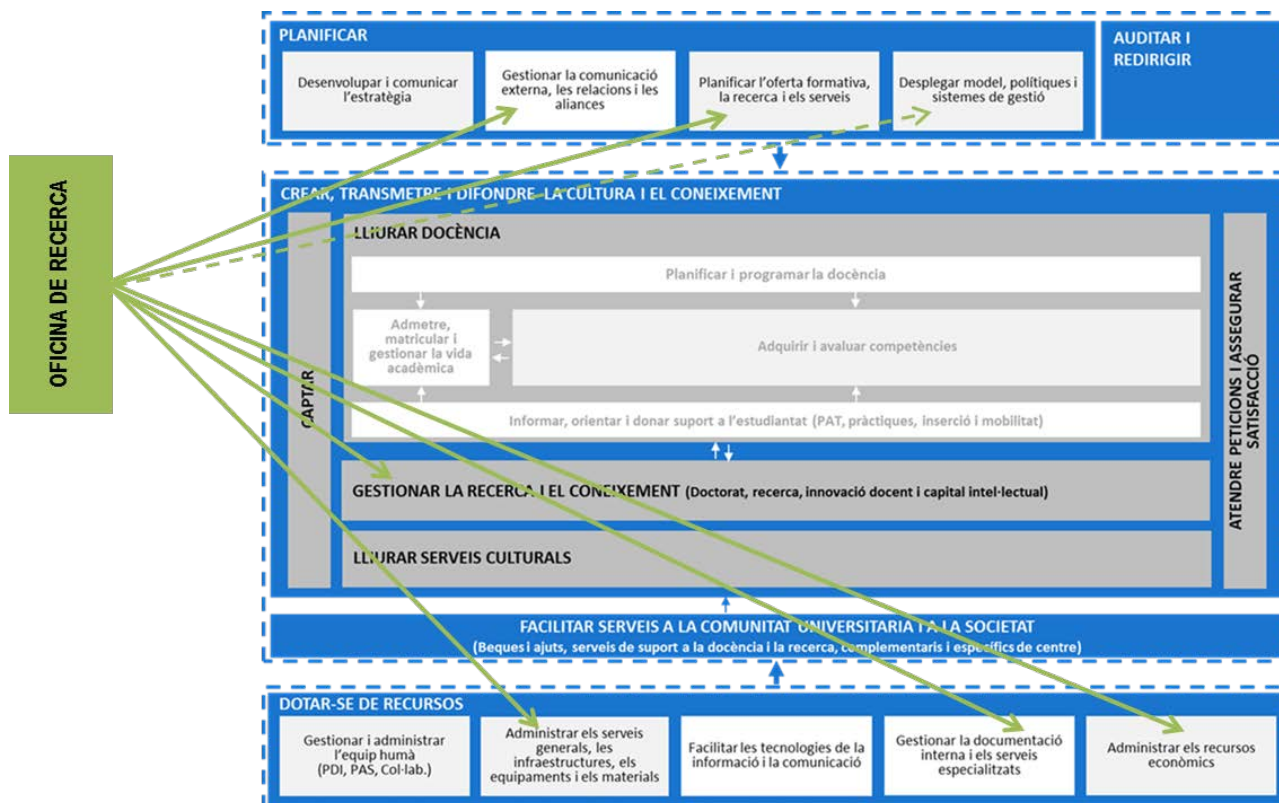 PLANIFICAR
Desenvolupar i comunicar
l'estratègia
Gestionar la comunicació
externa, les relacions i les
aliances
Planificar l'oferta formativa,
la recerca i els serveis
Desplegar model, polítiques i
sistemes de gestió
AUDITAR I
REDIRIGIR
OFICINA DE RECERCA
CREAR, TRANSMETRE I DIFONDRE LA CULTURA I EL CONEIXEMENT
CAPTAR
LLIURAR DOCÈNCIA
Planificar i programar la docència
Admetre,
matricular i
gestionar la vida
acadèmica
Adquirir i avaluar competències
Informar, orientar i donar suport a l'estudiantat (PAT, pràctiques, inserció i mobilitat)
GESTIONAR LA RECERCA I EL CONEIXEMENT (Doctorat, recerca, innovació docent i capital intel·lectual)
LLIURAR SERVEIS CULTURALS
ATENDRE PETICIONS I ASSEGURAR
SATISFACCIÓ
FACILITAR SERVEIS A LA COMUNITAT UNIVERSITARIA I A LA SOCIETAT
(Beques i ajuts, serveis de suport a la docència i la recerca, complementaris i específics de centre)
DOTAR-SE DE RECURSOS
Gestionar i administrar
l'equip humà
(PDI, PAS, Col·lab.)
Administrar els serveis
generals, les
infraestructures, els
equipaments i els materials
Facilitar les tecnologies de la
informació i la comunicació
Gestionar la documentació
interna i els serveis
especialitzats
Administrar els recursos
econòmics